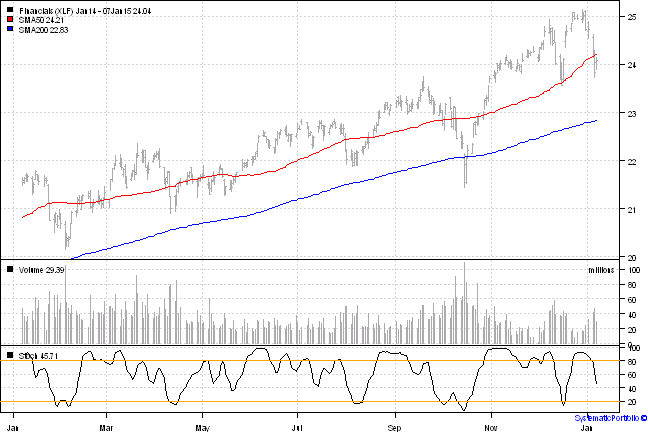 Financials (XLF) Jan14 - 07Jan15 24.04
SMA50 24.21
SMA200 22.83
25
24
23
22
21
20
Volume 29.39
millions
100
80
60
40
20
0
Stoch 45.71
100
80
60
40
20
Jan Mar May Jul Sep Nov Jan
SystematicPortfolio ©